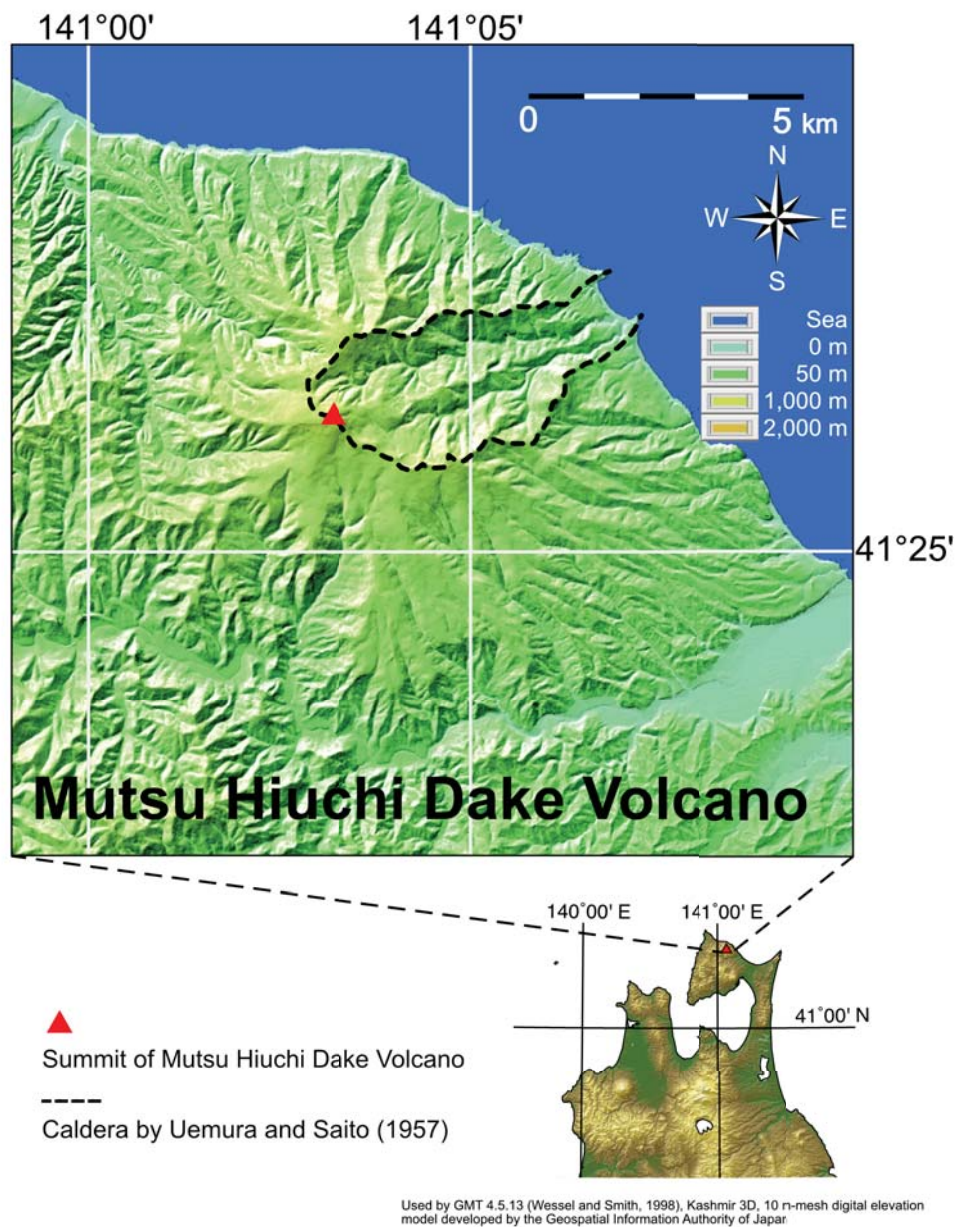 141°00' 141°05'
0 5 km
N
W E
S
Sea
0 m
50 m
1,000 m
2,000 m
41°25'
Mutsu Hiuchi Dake Volcano
140°00' E 141°00' E
41°00' N
Summit of Mutsu Hiuchi Dake Volcano
Caldera by Uemura and Saito (1957)
Used by GMT 4.5.13 (Wessel and Smith, 1998), Kashmir 3D, 10 n-mesh digital elevation
model developed by the Geospatial Information Authority of Japar